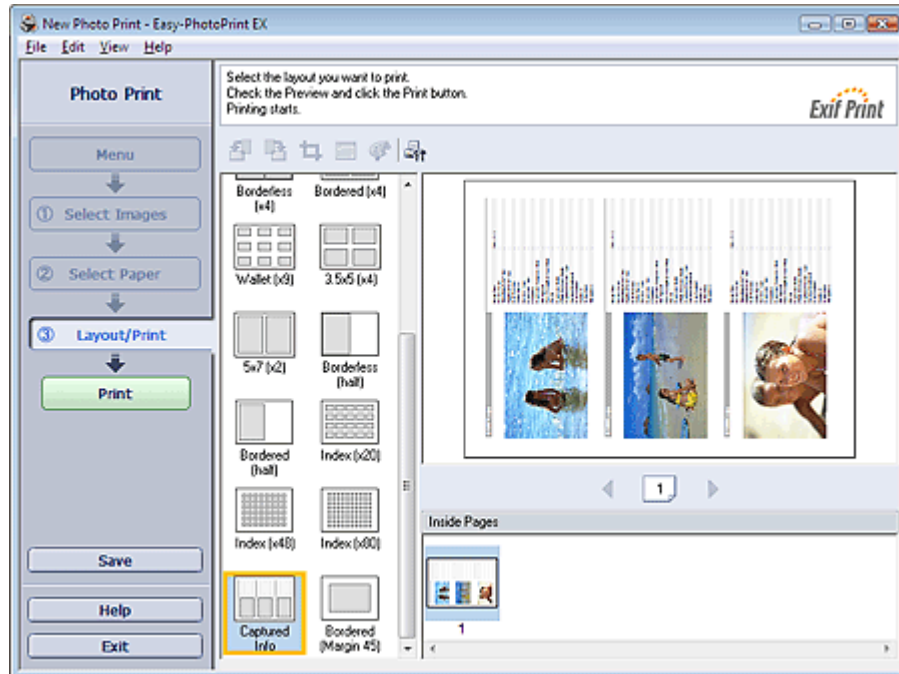 New Photo Print - Easy-PhotoPrint EX
File Edit View Help
Photo Print
Select the layout you want to print.
Check the Preview and click the Print button.
Printing starts.
Exif Print
Menu
① Select Images
② Select Paper
③ Layout/Print
Print
Save
Help
Exit
Borderless
(x4)
Bordered (x4)
Wallet (x9)
3.5x5 (x4)
5x7 (x2)
Borderless
(half)
Bordered
(half)
Index (x20)
Index (x48)
Index (x80)
Captured
Info
Bordered
(Margin 45)
1
Inside Pages
1